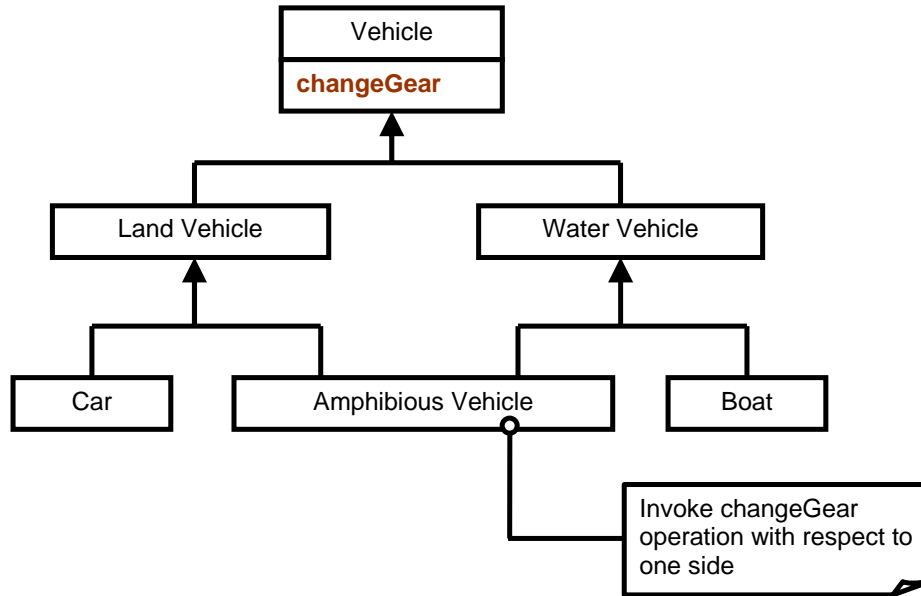 Vehicle
changeGear
Land Vehicle
Water Vehicle
Car
Amphibious Vehicle
Boat
Invoke changeGear
operation with respect to
one side